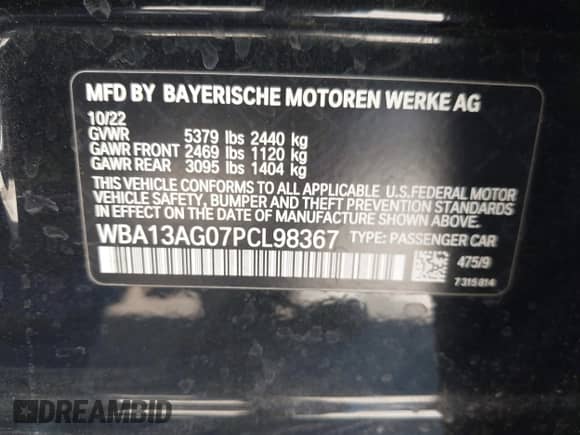 MFD BY BAYERISCHE MOTOREN WERKE AG
10/22
GVWR 5379 lbs 2440 kg
GAWR FRONT 2469 lbs 1120 kg
GAWR REAR 3095 lbs 1404 kg
THIS VEHICLE CONFORMS TO ALL APPLICABLE U.S.FEDERAL MOTOR
VEHICLE SAFETY, BUMPER AND THEFT PREVENTION STANDARDS
IN EFFECT ON THE DATE OF MANUFACTURE SHOWN ABOVE.
WBA13AG07PCL98367 TYPE: PASSENGER CAR
475/9
7315814
DREAMBID